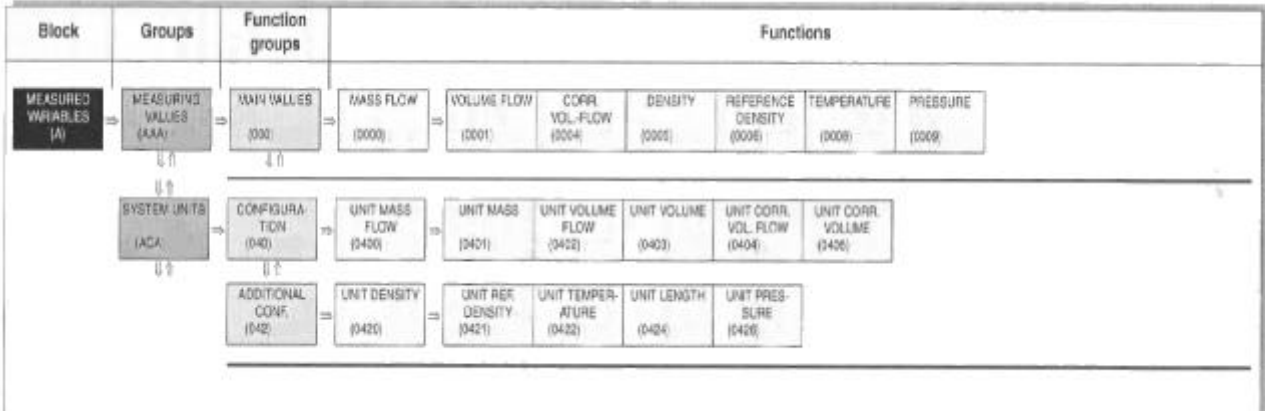 Block
Groups
Function
groups
Functions
MEASURED
VARIABLES
(A)
MEASURING
VALUES
(AAA)
MAIN VALUES
(000)
MASS FLOW
(0000)
VOLUME FLOW
(0001)
CORR.
VOL.-FLOW
(0004)
DENSITY
(0005)
REFERENCE
DENSITY
(0006)
TEMPERATURE
(0008)
PRESSURE
(0009)
SYSTEM UNITS
(ACA)
CONFIGURA-
TION
(040)
UNIT MASS
FLOW
(0400)
UNIT MASS
(0401)
UNIT VOLUME
FLOW
(0402)
UNIT VOLUME
(0403)
UNIT CORR.
VOL. FLOW
(0404)
UNIT CORR.
VOLUME
(0405)
ADDITIONAL
CONF.
(042)
UNIT DENSITY
(0420)
UNIT REF.
DENSITY
(0421)
UNIT TEMPER-
ATURE
(0422)
UNIT LENGTH
(0424)
UNIT PRES-
SURE
(0426)